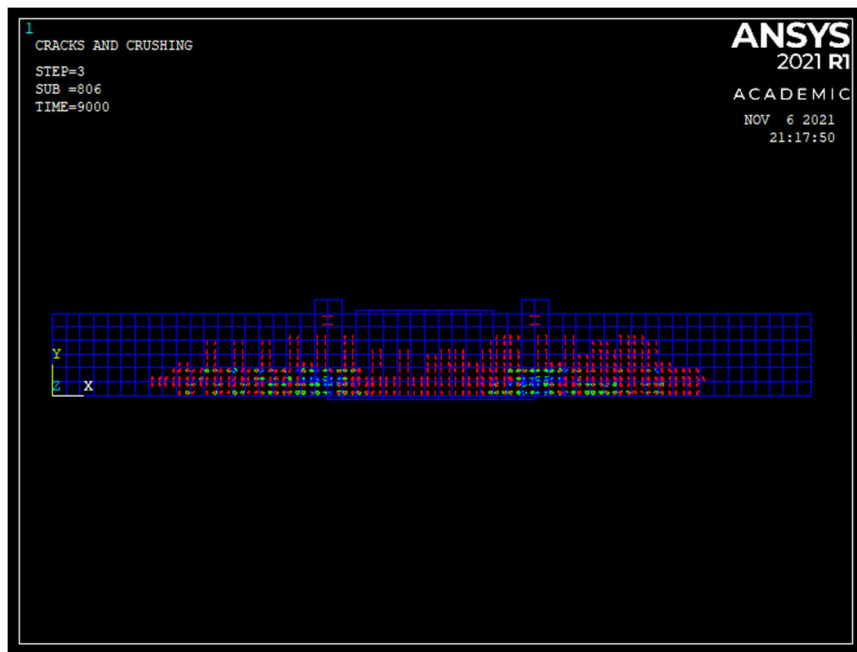 1
CRACKS AND CRUSHING
STEP=3
SUB =806
TIME=9000
ANSYS
2021 R1
ACADEMIC
NOV 6 2021
21:17:50
Y
Z X